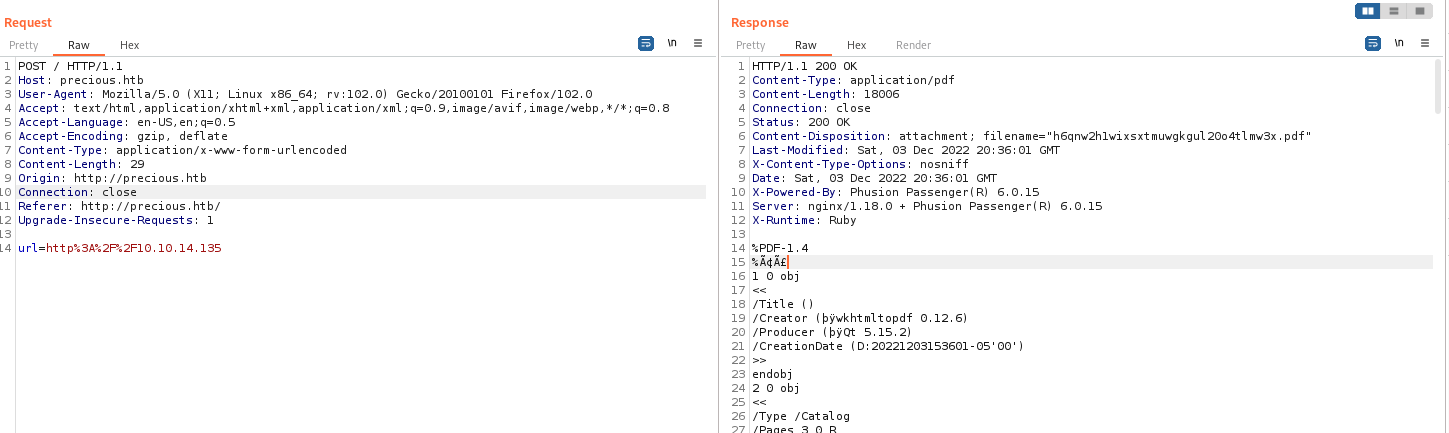 Request
Pretty Raw Hex
\n
1 POST / HTTP/1.1
2 Host: precious.htb
3 User-Agent: Mozilla/5.0 (X11; Linux x86_64; rv:102.0) Gecko/20100101 Firefox/102.0
4 Accept: text/html,application/xhtml+xml,application/xml;q=0.9,image/avif,image/webp,*/*;q=0.8
5 Accept-Language: en-US,en;q=0.5
6 Accept-Encoding: gzip, deflate
7 Content-Type: application/x-www-form-urlencoded
8 Content-Length: 29
9 Origin: http://precious.htb
10 Connection: close
11 Referer: http://precious.htb/
12 Upgrade-Insecure-Requests: 1
13
14 url=http%3A%2F%2F10.10.14.135
Response
Pretty Raw Hex Render
\n
1 HTTP/1.1 200 OK
2 Content-Type: application/pdf
3 Content-Length: 18006
4 Connection: close
5 Status: 200 OK
6 Content-Disposition: attachment; filename="h6qnw2h1wixsxtmuwgkgul20o4tlmw3x.pdf"
7 Last-Modified: Sat, 03 Dec 2022 20:36:01 GMT
8 X-Content-Type-Options: nosniff
9 Date: Sat, 03 Dec 2022 20:36:01 GMT
10 X-Powered-By: Phusion Passenger(R) 6.0.15
11 Server: nginx/1.18.0 + Phusion Passenger(R) 6.0.15
12 X-Runtime: Ruby
13
14 %PDF-1.4
15 %Ã¢Ã£
16 1 0 obj
17 <<
18 /Title ()
19 /Creator (þÿwkhtmltopdf 0.12.6)
20 /Producer (þÿQt 5.15.2)
21 /CreationDate (D:20221203153601-05'00')
22 >>
23 endobj
24 2 0 obj
25 <<
26 /Type /Catalog
27 /Pages 3 0 R